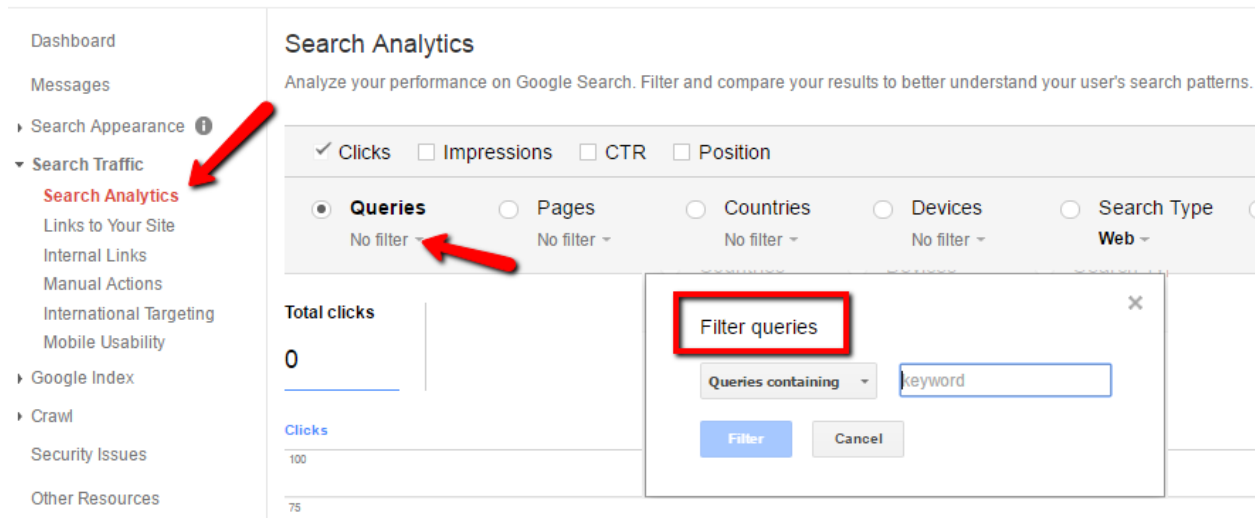 Dashboard
Messages
Search Appearance
Search Traffic
Search Analytics
Links to Your Site
Internal Links
Manual Actions
International Targeting
Mobile Usability
Google Index
Crawl
Security Issues
Other Resources
Search Analytics
Analyze your performance on Google Search. Filter and compare your results to better understand your user's search patterns.
Clicks Impressions CTR Position
Queries Pages Countries Devices Search Type
No filter No filter No filter No filter Web
Total clicks
0
Clicks
100
75
Filter queries
Queries containing keyword
Filter Cancel